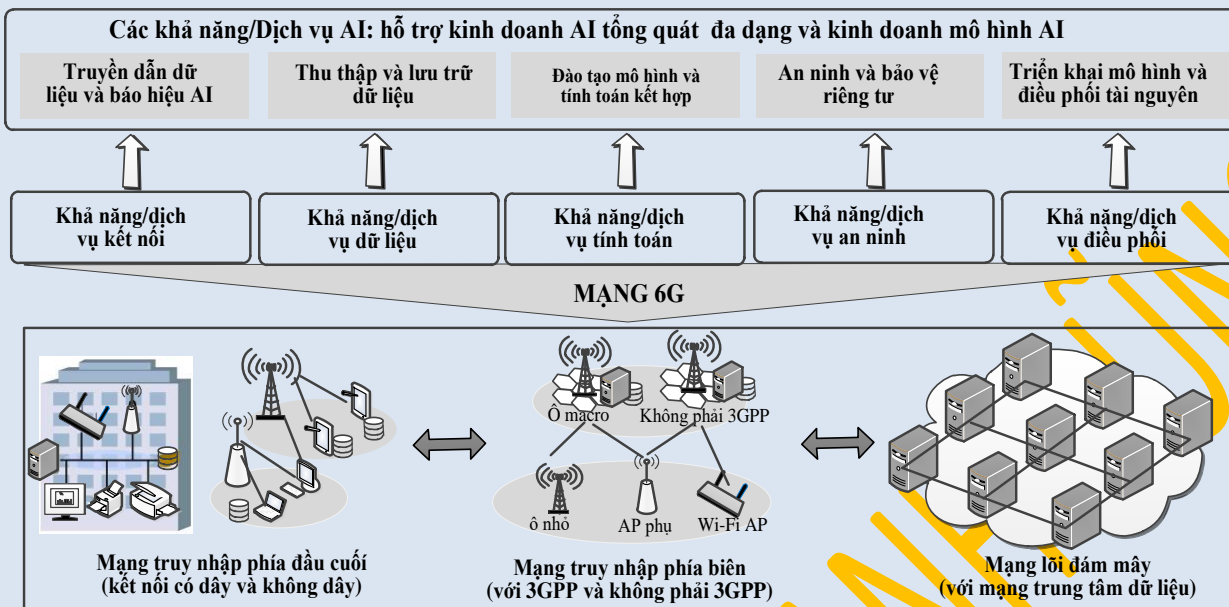 Các khả năng/Dịch vụ AI: hỗ trợ kinh doanh AI tổng quát đa dạng và kinh doanh mô hình AI
Truyền dẫn dữ
liệu và báo hiệu AI
Thu thập và lưu trữ
dữ liệu
Đào tạo mô hình và
tính toán kết hợp
An ninh và bảo vệ
riêng tư
Triển khai mô hình và
điều phối tài nguyên
Khả năng/dịch
vụ kết nối
Khả năng/dịch
vụ dữ liệu
Khả năng/dịch
vụ tính toán
Khả năng/dịch
vụ an ninh
Khả năng/dịch
vụ điều phối
MẠNG 6G
Ô macro
Không phải 3GPP
ô nhỏ
AP phụ
Wi-Fi AP
Mạng truy nhập phía đầu cuối
(kết nối có dây và không dây)
Mạng truy nhập phía biên
(với 3GPP và không phải 3GPP)
Mạng lõi đám mây
(với mạng trung tâm dữ liệu)